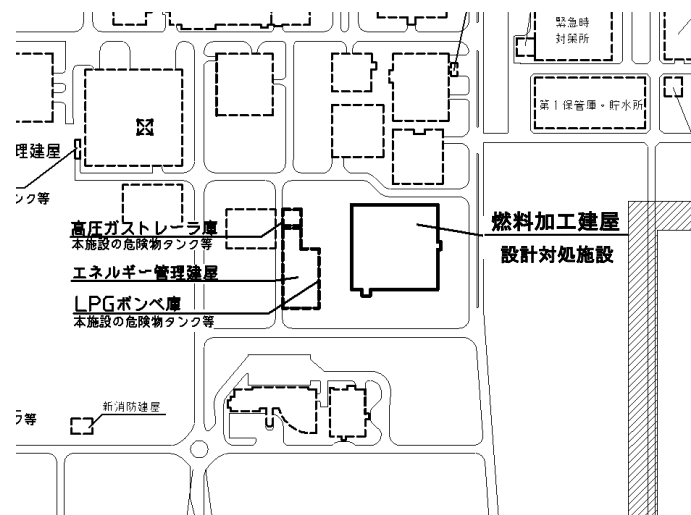 緊急時
対策所
第1保管庫・貯水所
理建屋
ンク等
高圧ガストレーラ庫
本施設の危険物タンク等
燃料加工建屋
設計対処施設
エネルギー管理建屋
LPGボンベ庫
本施設の危険物タンク等
新消防建屋
ク等